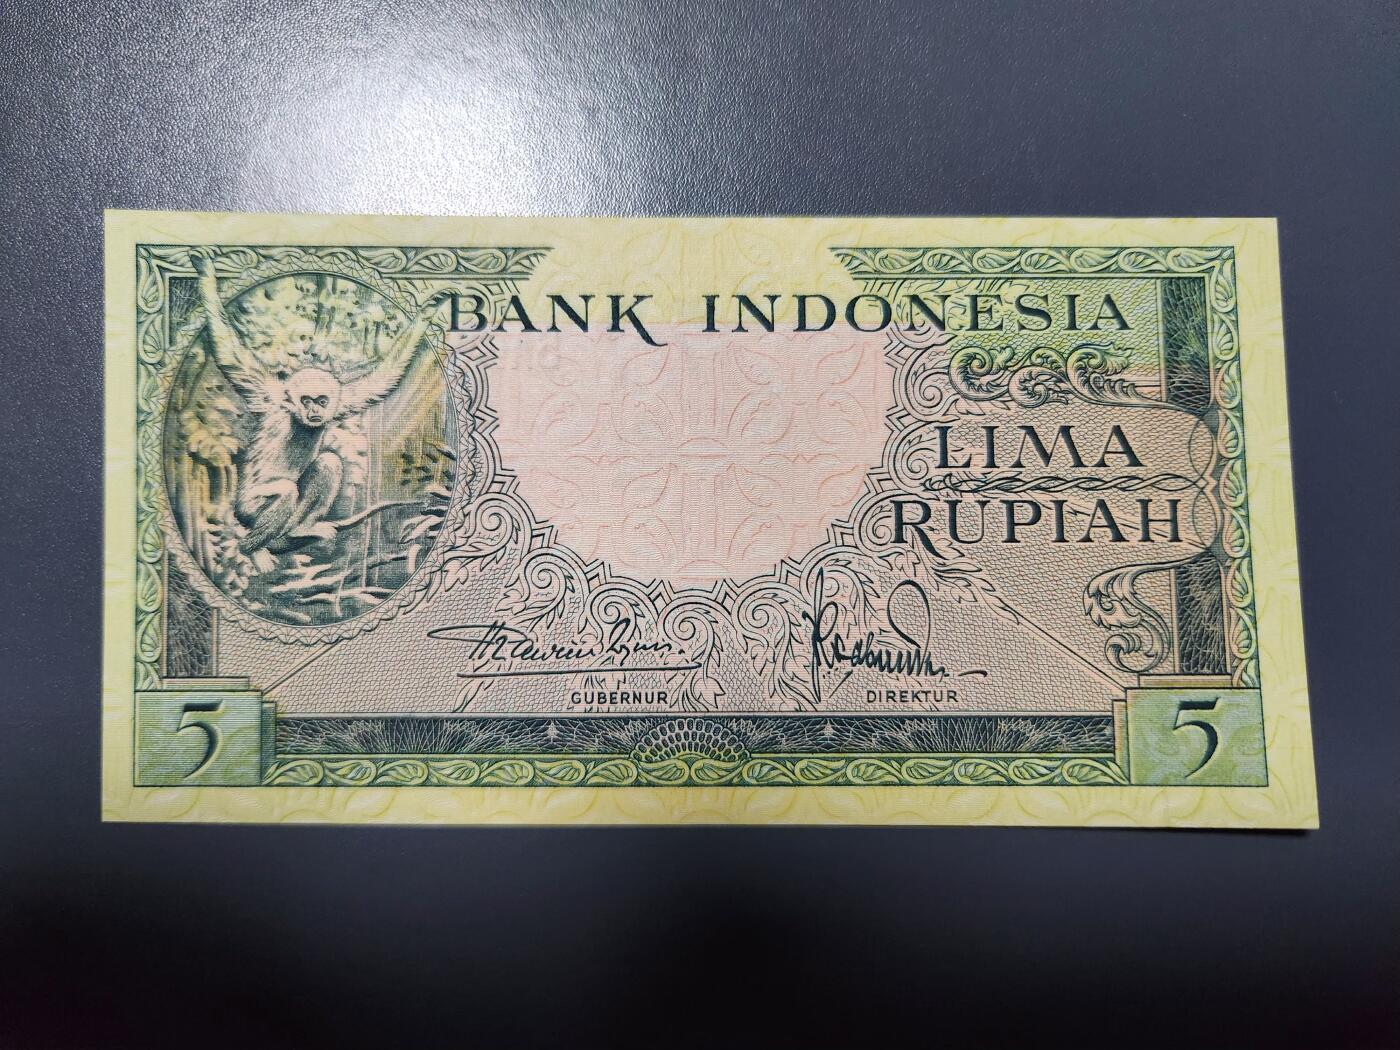 BANK INDONESIA
LIMA
RUPIAH
GUBERNUR
DIREKTUR
5
5